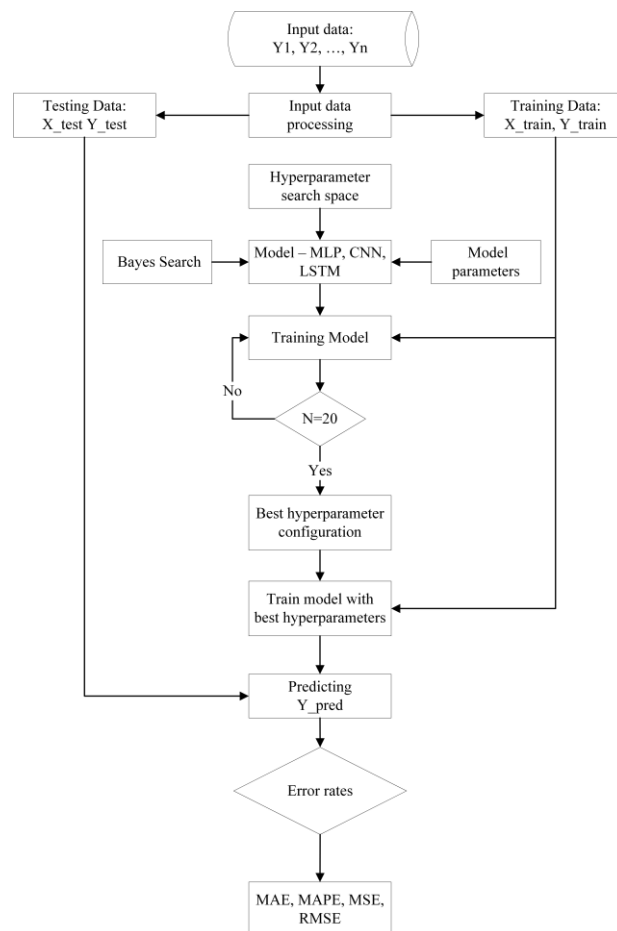 Input data:
Y1, Y2, ..., Yn
Testing Data:
X_test Y_test
Input data
processing
Training Data:
X_train, Y_train
Hyperparameter
search space
Bayes Search
Model – MLP, CNN,
LSTM
Model
parameters
Training Model
No
N=20
Yes
Best hyperparameter
configuration
Train model with
best hyperparameters
Predicting
Y_pred
Error rates
MAE, MAPE, MSE,
RMSE